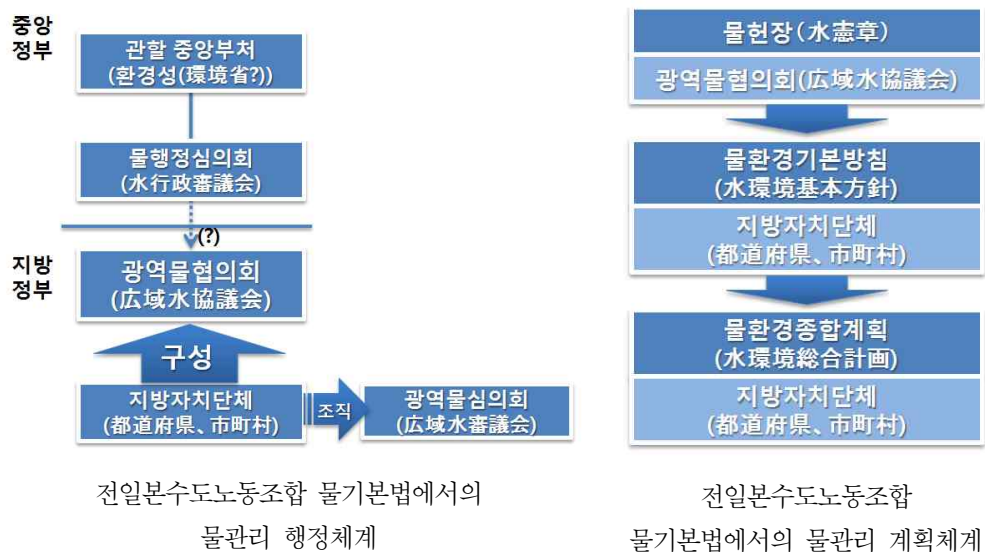 중앙
정부
관할 중앙부처
(환경성(環境省?))
물행정심의회
(水行政審議会)
(?)
지방
정부
광역물협의회
(広域水協議会)
구성
지방자치단체
(都道府県、市町村)
조직
광역물심의회
(広域水審議会)
전일본수도노동조합 물기본법에서의
물관리 행정체계
물헌장(水憲章)
광역물협의회(広域水協議会)
물환경기본방침
(水環境基本方針)
지방자치단체
(都道府県、市町村)
물환경종합계획
(水環境総合計画)
지방자치단체
(都道府県、市町村)
전일본수도노동조합
물기본법에서의 물관리 계획체계